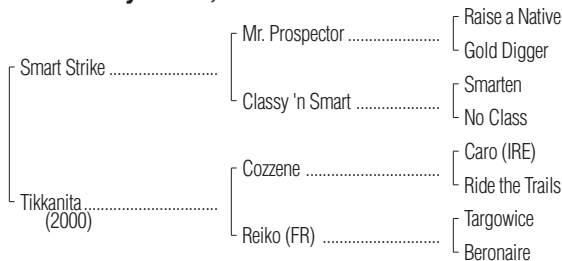 Raise a Native
Mr. Prospector ....................
Gold Digger
Smart Strike ...........................
Smarten
Classy 'n Smart ..................
No Class
Caro (IRE)
Cozzene ..............................
Ride the Trails
Tikkanita..................................
(2000)
Targowice
Reiko (FR) ..........................
Beronaire